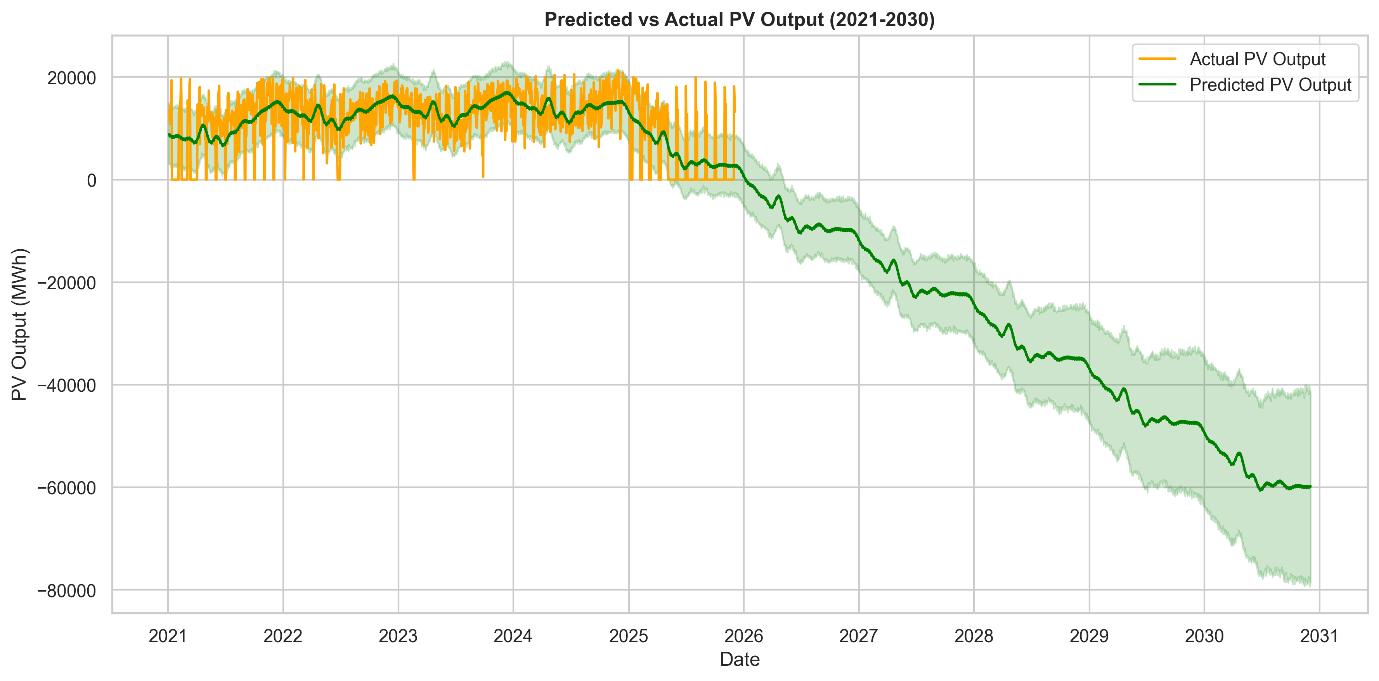 Predicted vs Actual PV Output (2021-2030)
Actual PV Output
Predicted PV Output
PV Output (MWh)
20000
0
−20000
−40000
−60000
−80000
2021 2022 2023 2024 2025 2026 2027 2028 2029 2030 2031
Date